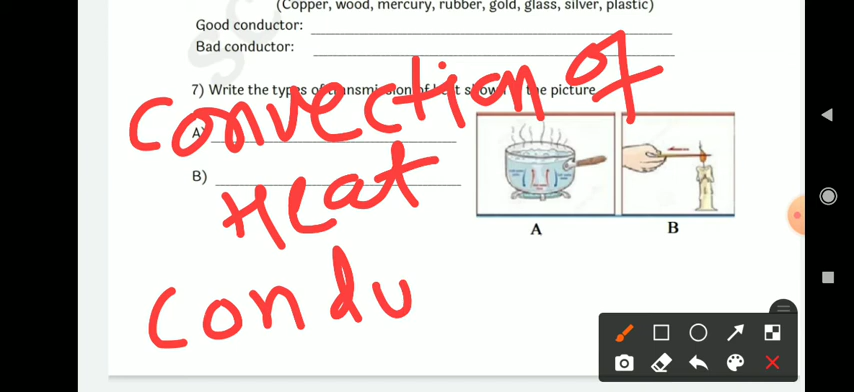 (Copper, wood, mercury, rubber, gold, glass, silver, plastic)
Good conductor:
Bad conductor:
7) Write the types of transmission of heat shown in the picture.
convection of
A)
B)
Heat
A B
condu